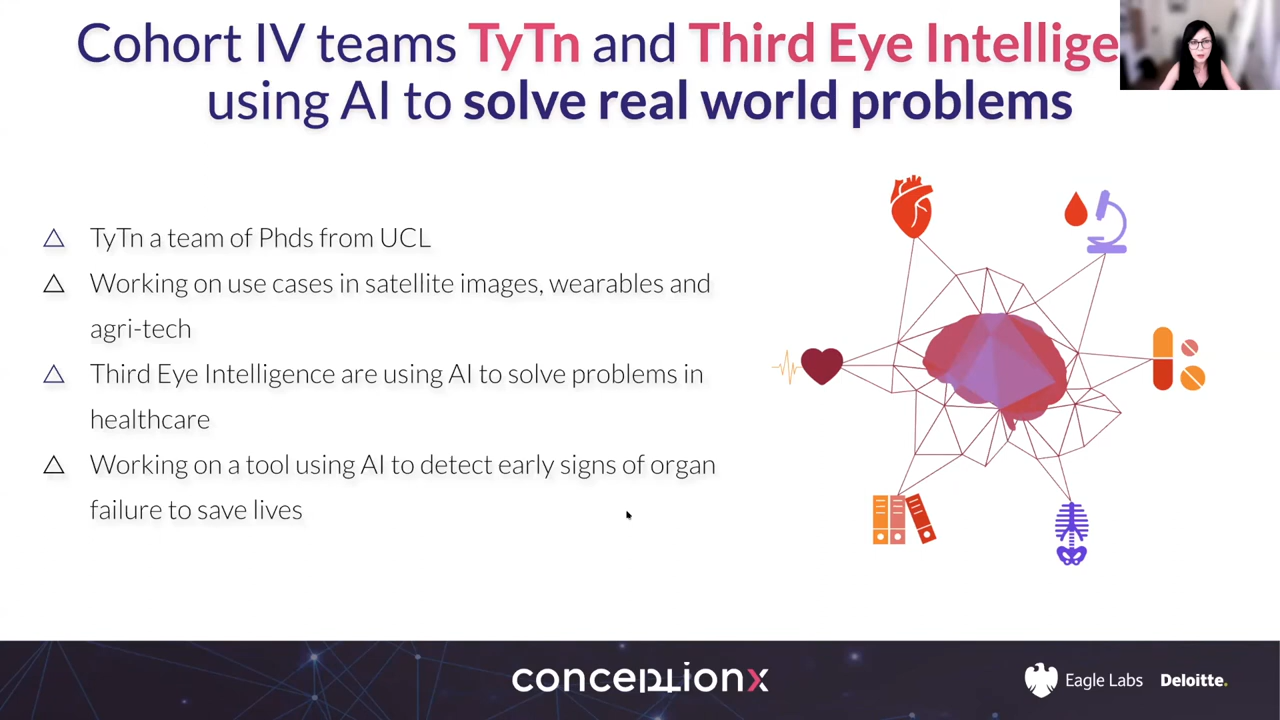 Cohort IV teams TyTn and Third Eye Intellige
using AI to solve real world problems
TyTn a team of Phds from UCL
Working on use cases in satellite images, wearables and
agri-tech
Third Eye Intelligence are using AI to solve problems in
healthcare
Working on a tool using AI to detect early signs of organ
failure to save lives
conceptionx
Eagle Labs
Deloitte.